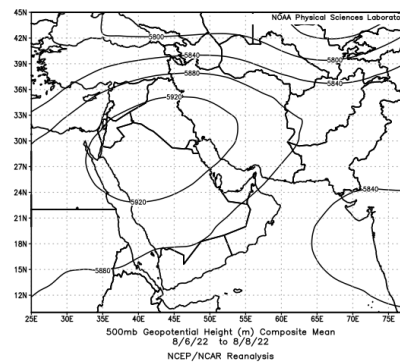 NOAA Physical Sciences Laborato
45N
42N
39N
36N
33N
30N
27N
24N
21N
18N
15N
12N
5800
5840
5880
5920
5800
5840
5920
5840
5880
25E 30E 35E 40E 45E 50E 55E 60E 65E 70E 75E
500mb Geopotential Height (m) Composite Mean
8/6/22 to 8/8/22
NCEP/NCAR Reanalysis